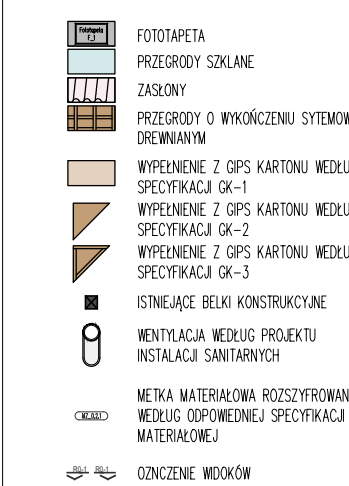 Fototapeta
F_1
FOTOTAPETA
PRZEGRODY SZKLANE
ZASŁONY
PRZEGRODY O WYKOŃCZENIU SYTEMOW
DREWNIANYM
WYPEŁNIENIE Z GIPS KARTONU WEDŁU
SPECYFIKACJI GK-1
WYPEŁNIENIE Z GIPS KARTONU WEDŁU
SPECYFIKACJI GK-2
WYPEŁNIENIE Z GIPS KARTONU WEDŁU
SPECYFIKACJI GK-3
ISTNIEJĄCE BELKI KONSTRUKCYJNE
WENTYLACJA WEDŁUG PROJEKTU
INSTALACJI SANITARNYCH
METKA MATERIAŁOWA ROZSZYFROWAN
WEDŁUG ODPOWIEDNIEJ SPECYFIKACJI
MATERIAŁOWEJ
R0-1 R0-1
OZNCZENIE WIDOKÓW